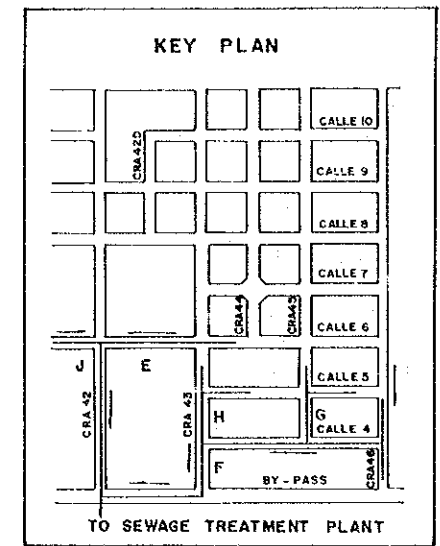 KEY PLAN
CALLE 10
CRA 42D
CALLE 9
CALLE 8
CALLE 7
CRA 44
CRA 45
CALLE 6
J
E
CALLE 5
CRA 42
CRA 43
H
G
CALLE 4
F
BY-PASS
CRA 46
TO SEWAGE TREATMENT PLANT